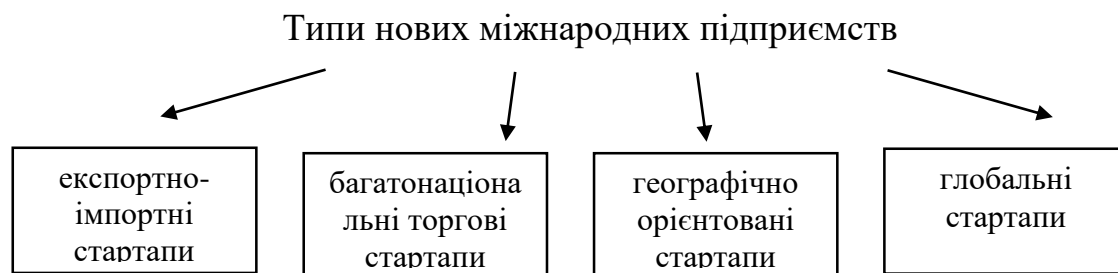 Типи нових міжнародних підприємств
експортно-
імпортні
стартапи
багатонаціона
льні торгові
стартапи
географічно
орієнтовані
стартапи
глобальні
стартапи